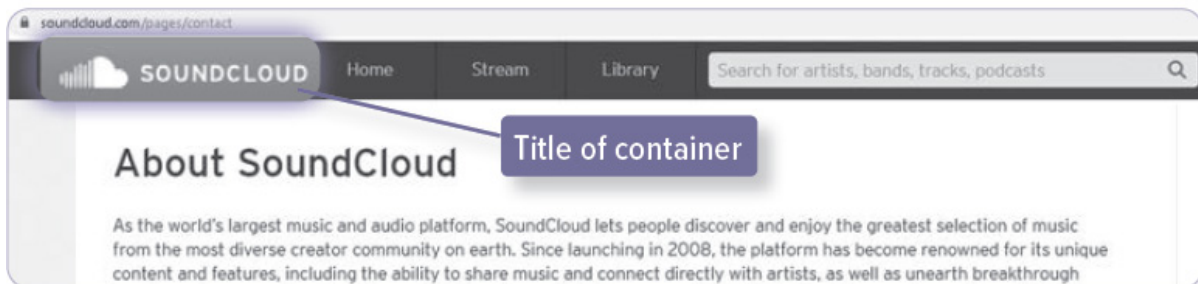 soundcloud.com/pages/contact
SOUNDCLOUD Home Stream Library Search for artists, bands, tracks, podcasts
Title of container
About SoundCloud
As the world's largest music and audio platform, SoundCloud lets people discover and enjoy the greatest selection of music
from the most diverse creator community on earth. Since launching in 2008, the platform has become renowned for its unique
content and features, including the ability to share music and connect directly with artists, as well as unearth breakthrough